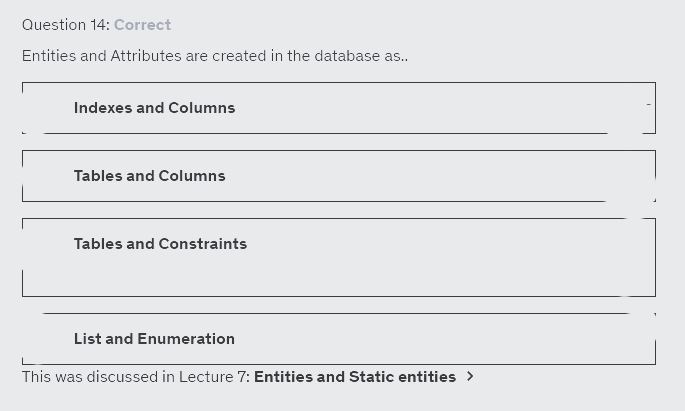 Question 14: Correct
Entities and Attributes are created in the database as..
Indexes and Columns
Tables and Columns
Tables and Constraints
List and Enumeration
This was discussed in Lecture 7: Entities and Static entities >